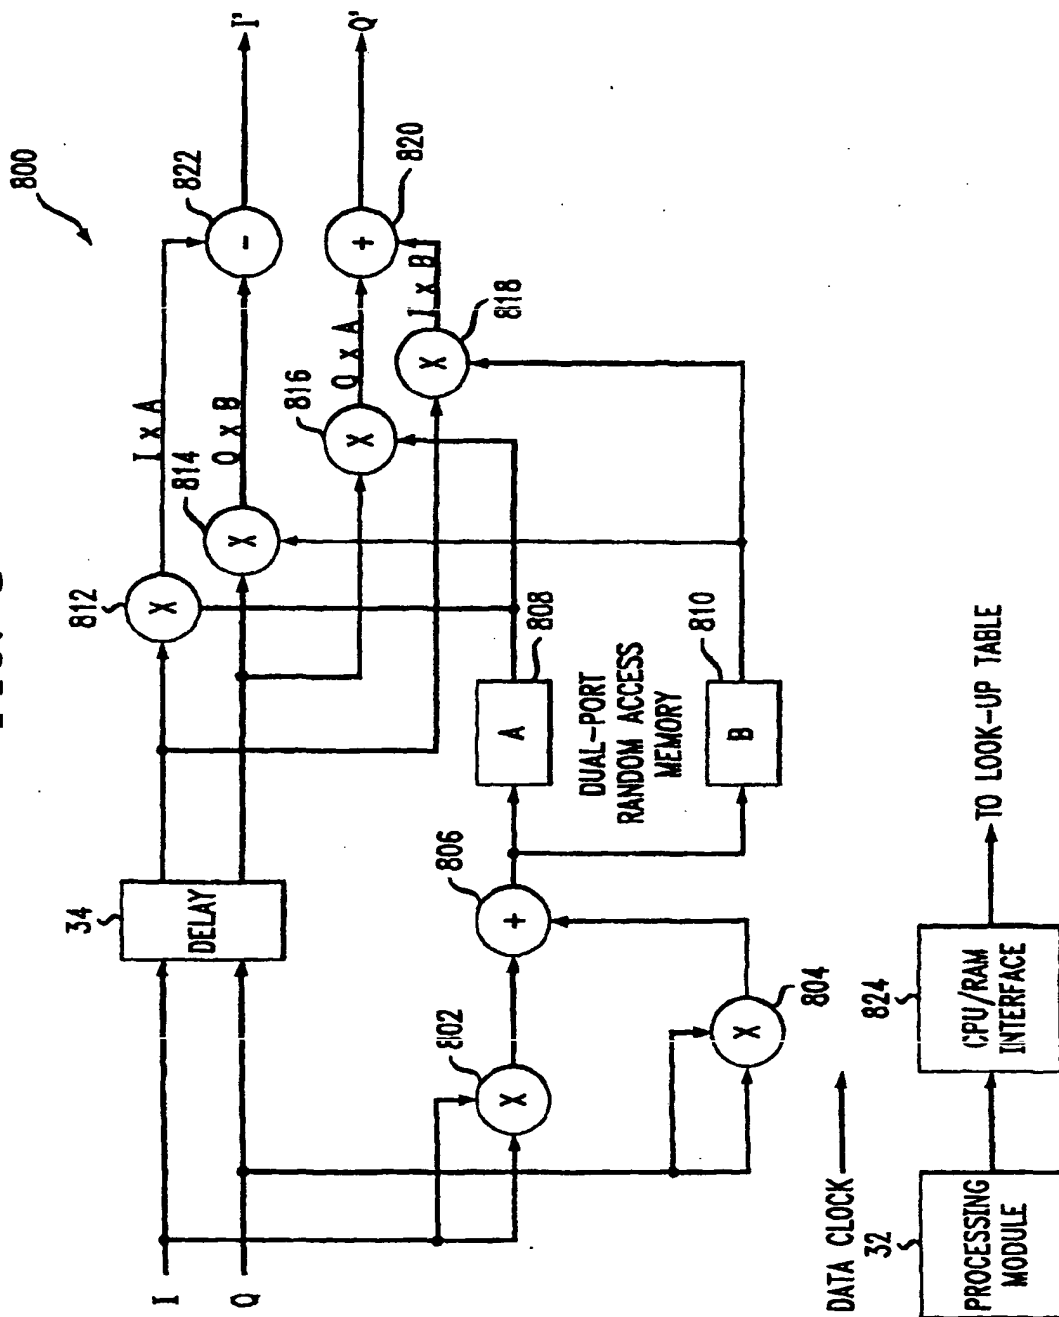 800
34
812
I x A
822
I
814
DELAY
Q x B
-
I'
Q
X
X
816
Q x A
+
Q'
820
802
806
I x B
X
818
X
X
+
A
808
DUAL-PORT
RANDOM ACCESS
MEMORY
X
804
B
810
DATA CLOCK
32
824
PROCESSING
MODULE
CPU/RAM
INTERFACE
TO LOOK-UP TABLE